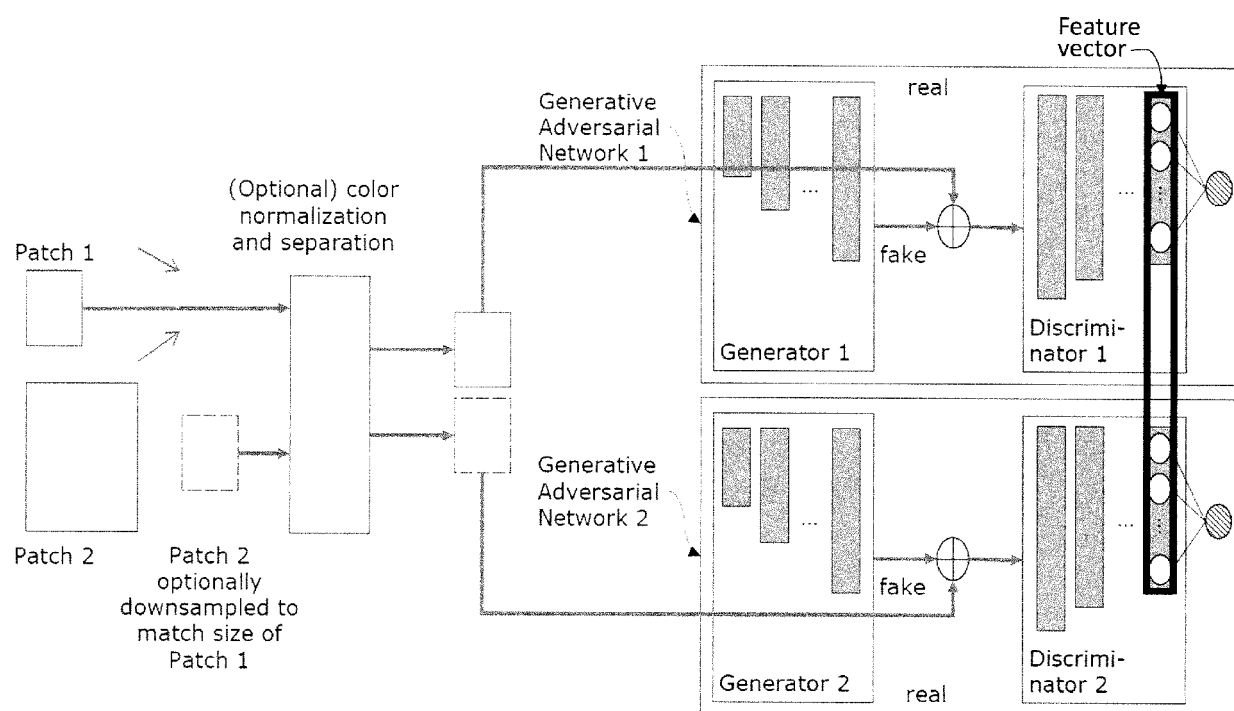 Feature
vector
real
Generative
Adversarial
Network 1
(Optional) color
normalization
and separation
Patch 1
...
...
...
fake
Generator 1
Discrimi-
nator 1
Patch 2
Patch 2
optionally
downsampled to
match size of
Patch 1
Generative
Adversarial
Network 2
...
...
...
fake
Generator 2
real
Discrimi-
nator 2